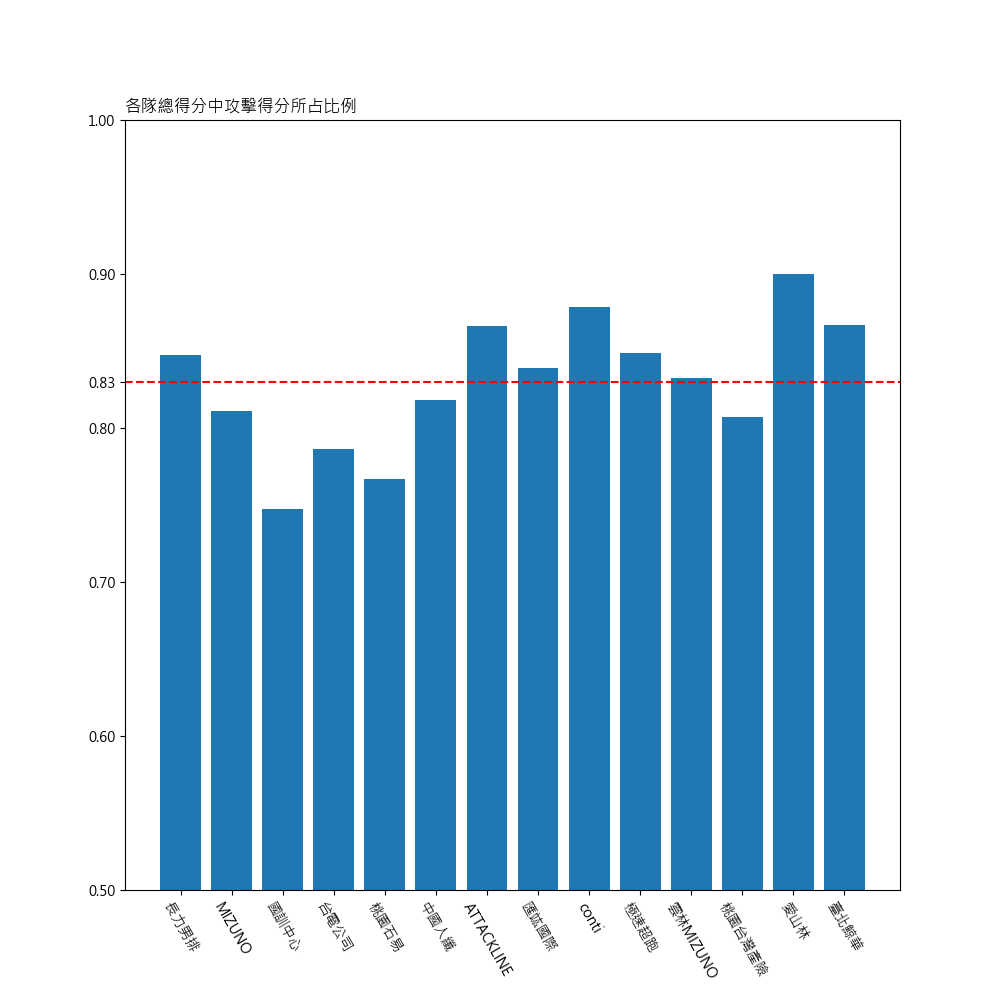 各隊總得分中攻擊得分所占比例
1.00
0.90
0.83
0.80
0.70
0.60
0.50
長力男排
MIZUNO
國訓中心
台電公司
桃園石易
中國人纖
ATTACKLINE
匯竑國際
conti
極速超跑
雲林MIZUNO
桃園台灣產險
愛山林
臺北鯨華